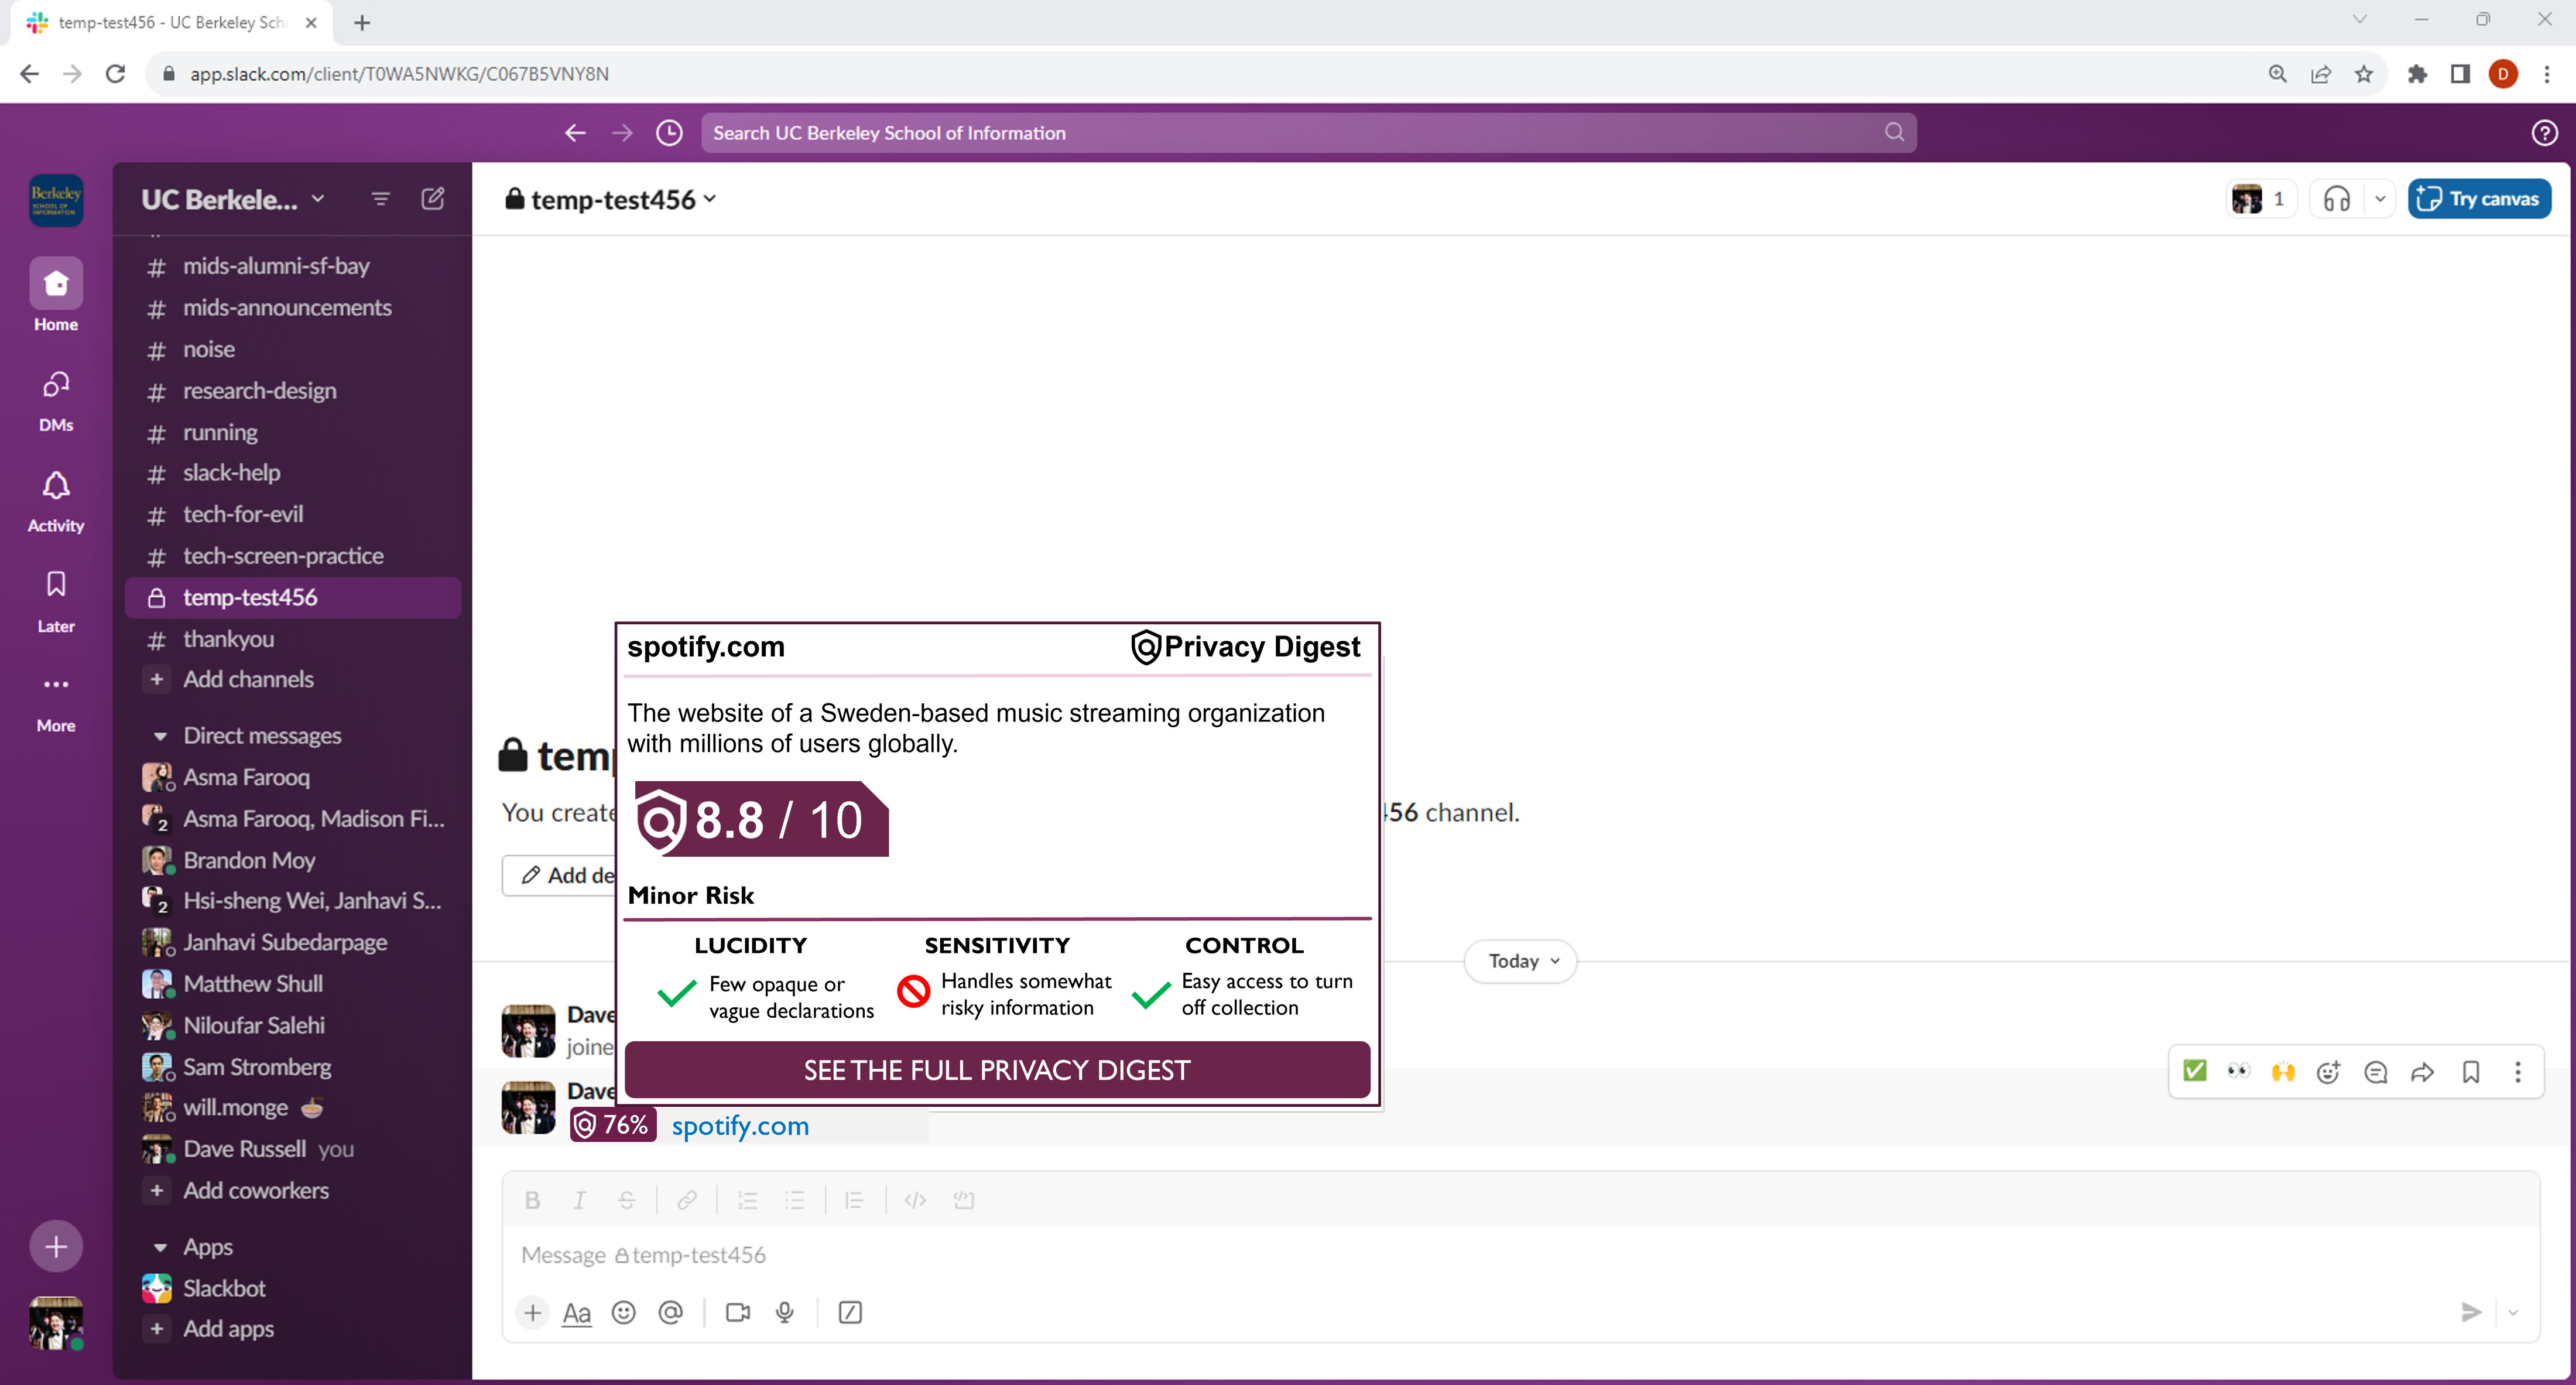 temp-test456 - UC Berkeley Sch
app.slack.com/client/T0WA5NWKG/C067B5VNY8N
D
Search UC Berkeley School of Information
Berkeley
SCHOOL OF
INFORMATION
Home
DMs
Activity
Later
More
UC Berkele...
# mids-alumni-sf-bay
# mids-announcements
# noise
# research-design
# running
# slack-help
# tech-for-evil
# tech-screen-practice
temp-test456
# thankyou
+ Add channels
Direct messages
Asma Farooq
2 Asma Farooq, Madison Fi...
Brandon Moy
2 Hsi-sheng Wei, Janhavi S...
Janhavi Subedarpage
Matthew Shull
Niloufar Salehi
Sam Stromberg
will.monge
Dave Russell you
+ Add coworkers
Apps
Slackbot
+ Add apps
temp-test456
1
Try canvas
tem
You create
56 channel.
Add de
spotify.com
Privacy Digest
The website of a Sweden-based music streaming organization
with millions of users globally.
8.8 / 10
Minor Risk
LUCIDITY
Few opaque or
vague declarations
SENSITIVITY
Handles somewhat
risky information
CONTROL
Easy access to turn
off collection
SEE THE FULL PRIVACY DIGEST
Today
Dave
joine
Dave
76% spotify.com
B I S
Message temp-test456
+ Aa @